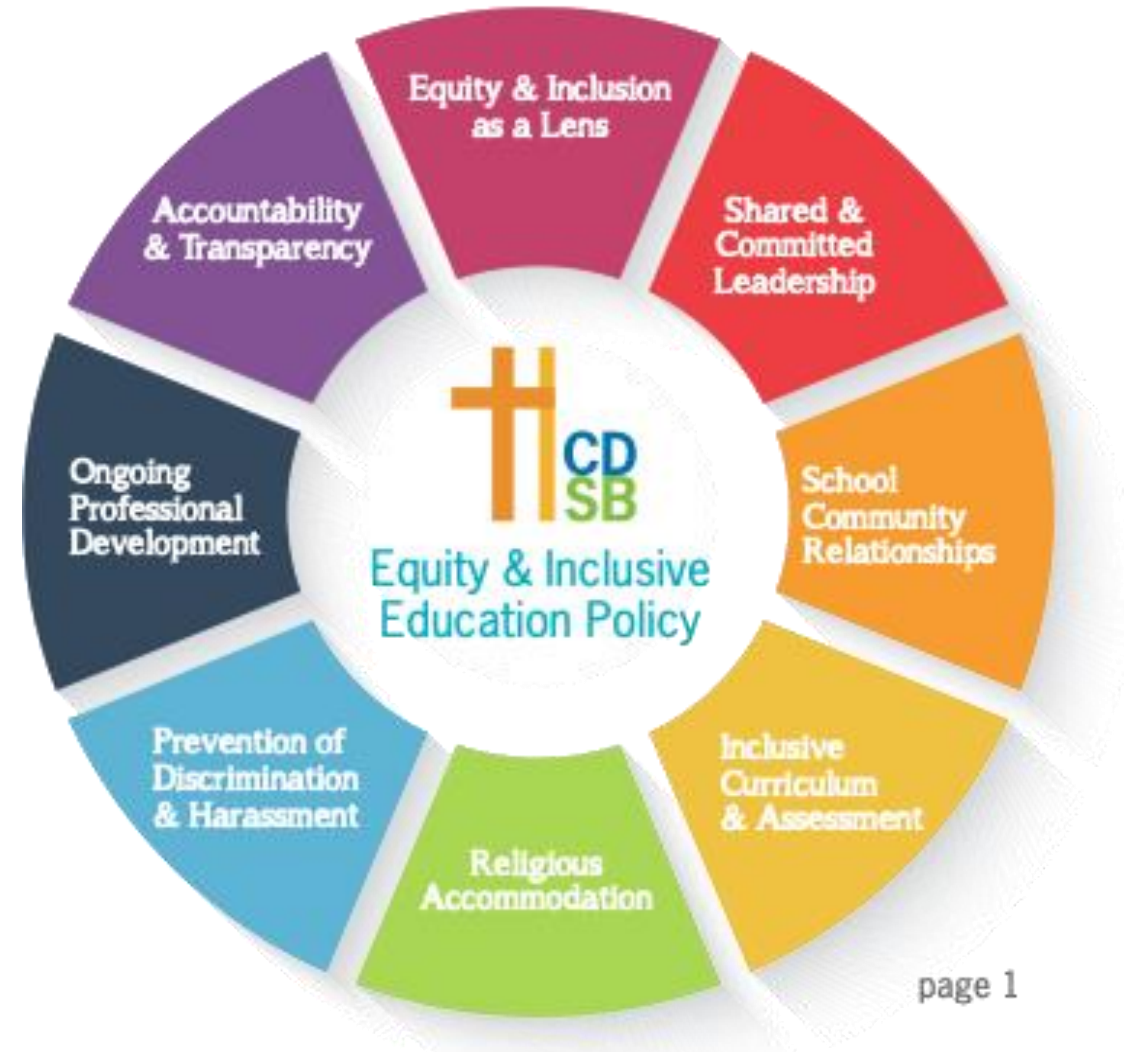 Equity & Inclusion
as a Lens
Shared &
Committed
Leadership
School
Community
Relationships
Inclusive
Curriculum
& Assessment
Religious
Accommodation
Prevention of
Discrimination
& Harassment
Ongoing
Professional
Development
Accountability
& Transparency
H CD
SB
Equity & Inclusive
Education Policy
page 1